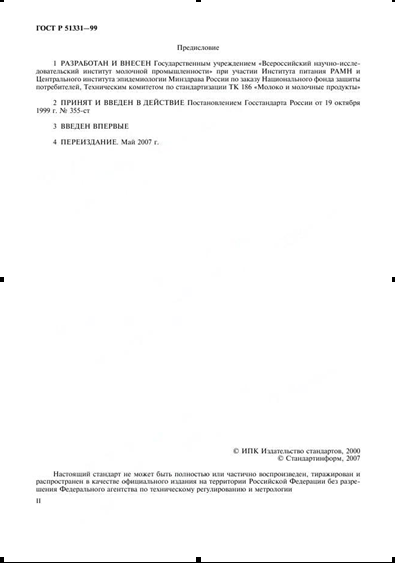 ГОСТ Р 51331—99
Предисловие
1 РАЗРАБОТАН И ВНЕСЕН Государственным учреждением «Всероссийский научно-иссле-
довательский институт молочной промышленности» при участии Института питания РАМН и
Центрального института эпидемиологии Минздрава России по заказу Национального фонда защиты
потребителей, Техническим комитетом по стандартизации ТК 186 «Молоко и молочные продукты»
2 ПРИНЯТ И ВВЕДЕН В ДЕЙСТВИЕ Постановлением Госстандарта России от 19 октября
1999 г. № 355-ст
3 ВВЕДЕН ВПЕРВЫЕ
4 ПЕРЕИЗДАНИЕ. Май 2007 г.
© ИПК Издательство стандартов, 2000
© Стандартинформ, 2007
Настоящий стандарт не может быть полностью или частично воспроизведен, тиражирован и
распространен в качестве официального издания на территории Российской Федерации без разре-
шения Федерального агентства по техническому регулированию и метрологии
II